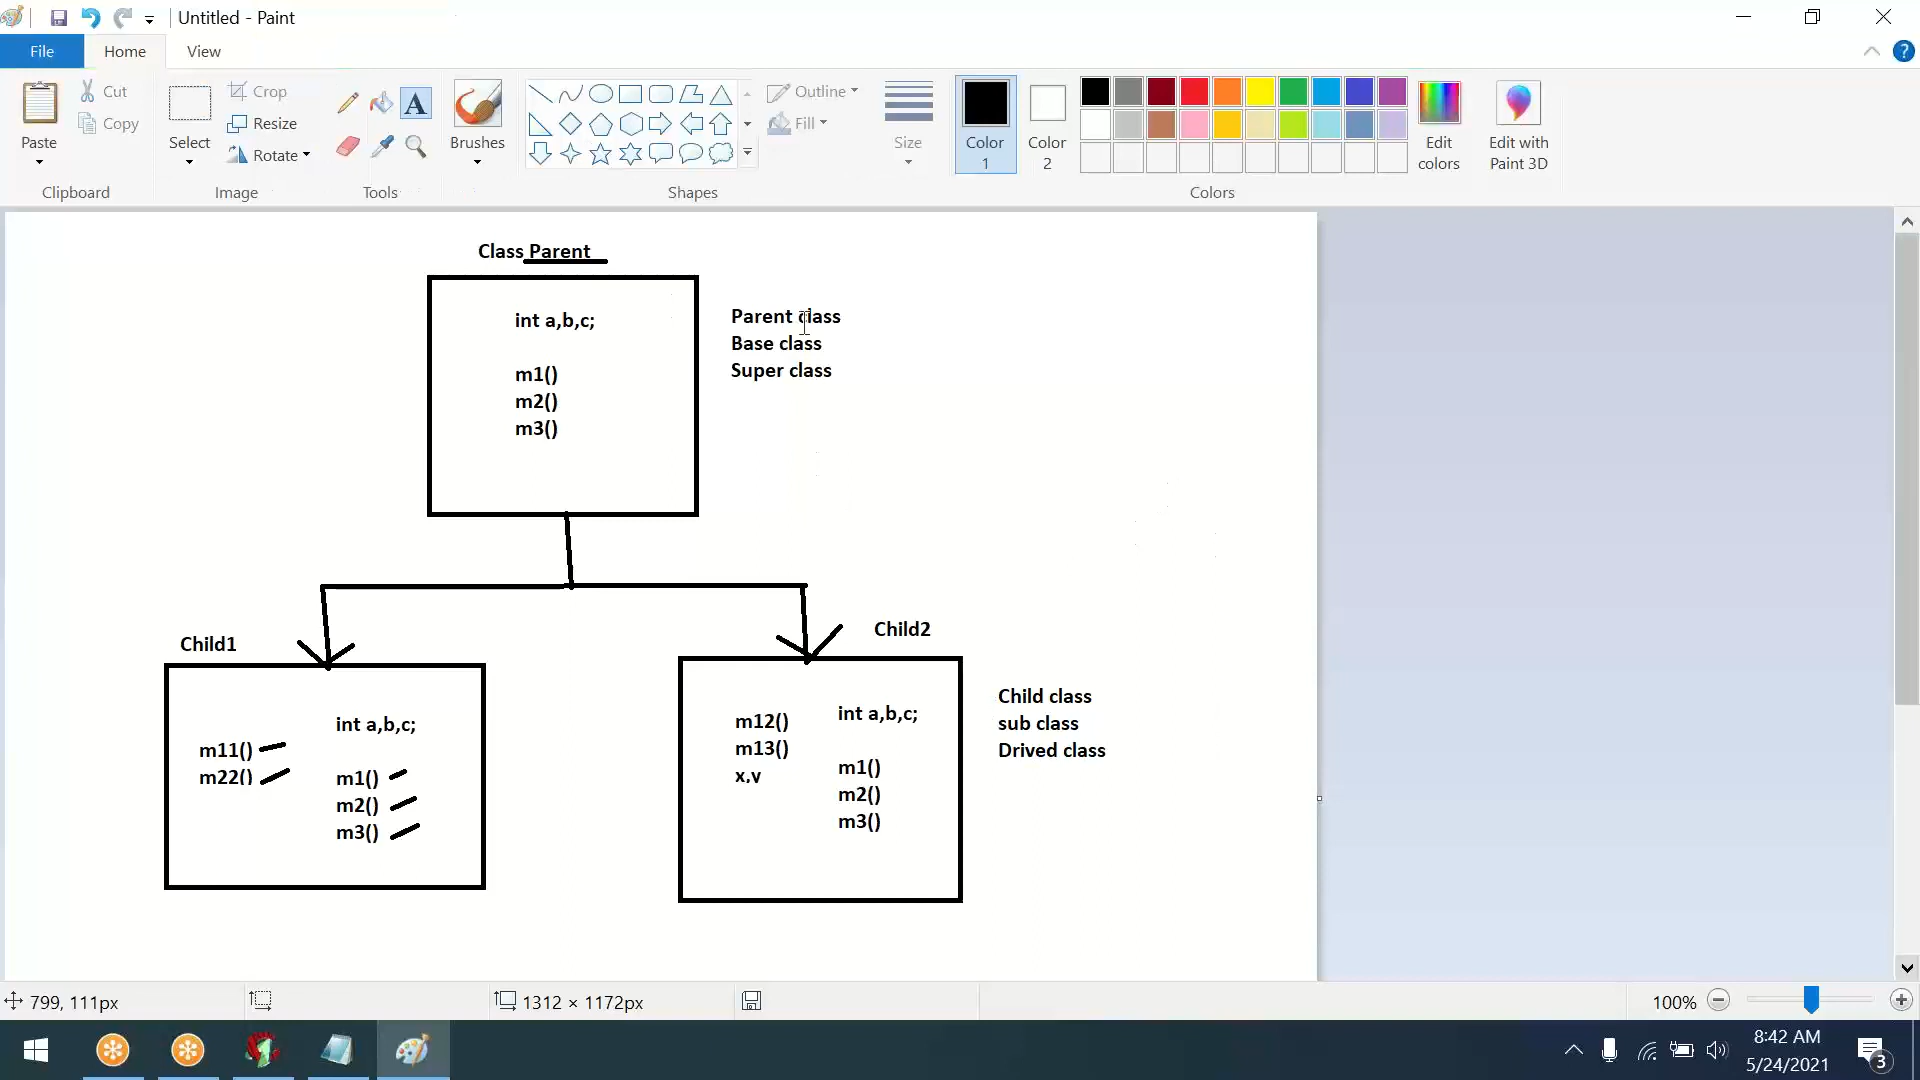 Untitled - Paint
File
Home
View
Paste
Cut
Copy
Clipboard
Select
Crop
Resize
Rotate
Image
A
Tools
Brushes
Outline
Fill
Shapes
Size
Color
1
Color
2
Edit
colors
Colors
Edit with
Paint 3D
?
Class Parent
int a,b,c;
m1()
m2()
m3()
Parent class
Base class
Super class
Child1
m11()
m22()
int a,b,c;
m1()
m2()
m3()
Child2
m12()
m13()
x,y
int a,b,c;
m1()
m2()
m3()
Child class
sub class
Drived class
799, 111px
1312 × 1172px
100%
8:42 AM
5/24/2021
3